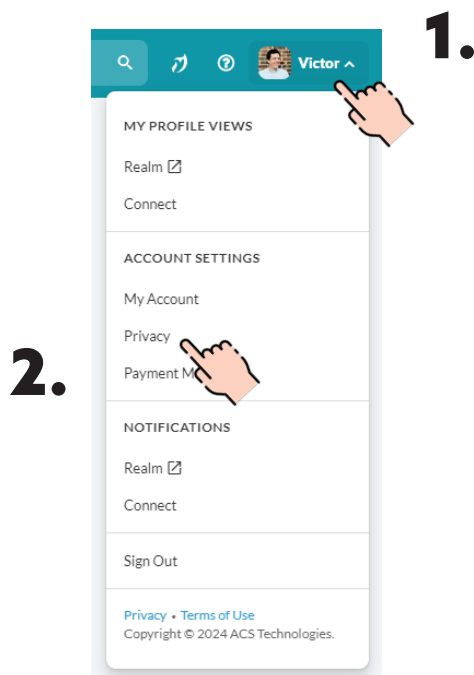 1.
Victor
MY PROFILE VIEWS
Realm
Connect
ACCOUNT SETTINGS
My Account
Privacy
2.
Payment M
NOTIFICATIONS
Realm
Connect
Sign Out
Privacy • Terms of Use
Copyright © 2024 ACS Technologies.